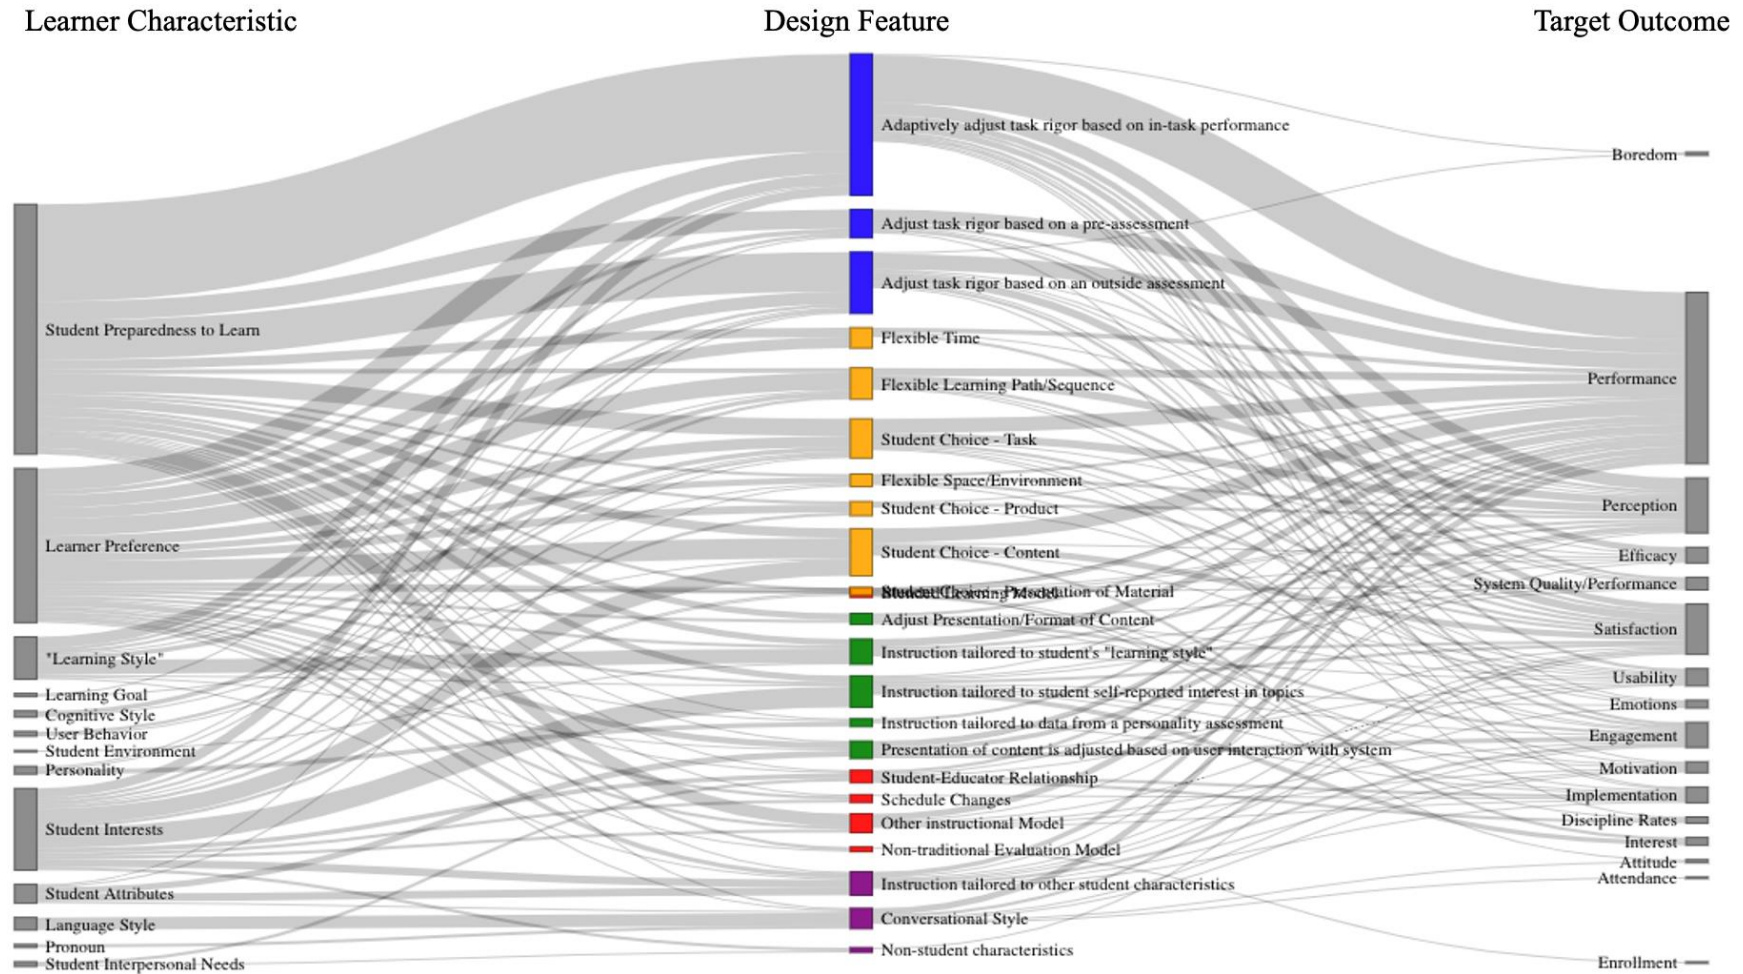 Learner Characteristic
Design Feature
Target Outcome
Student Preparedness to Learn
Learner Preference
"Learning Style"
Learning Goal
Cognitive Style
User Behavior
Student Environment
Personality
Student Interests
Student Attributes
Language Style
Pronoun
Student Interpersonal Needs
Adaptively adjust task rigor based on in-task performance
Adjust task rigor based on a pre-assessment
Adjust task rigor based on an outside assessment
Flexible Time
Flexible Learning Path/Sequence
Student Choice - Task
Flexible Space/Environment
Student Choice - Product
Student Choice - Content
Student Choice - Presentation of Material
Adjust Presentation/Format of Content
Instruction tailored to student's "learning style"
Instruction tailored to student self-reported interest in topics
Instruction tailored to data from a personality assessment
Presentation of content is adjusted based on user interaction with system
Student-Educator Relationship
Schedule Changes
Other instructional Model
Non-traditional Evaluation Model
Instruction tailored to other student characteristics
Conversational Style
Non-student characteristics
Boredom
Performance
Perception
Efficacy
System Quality/Performance
Satisfaction
Usability
Emotions
Engagement
Motivation
Implementation
Discipline Rates
Interest
Attitude
Attendance
Enrollment